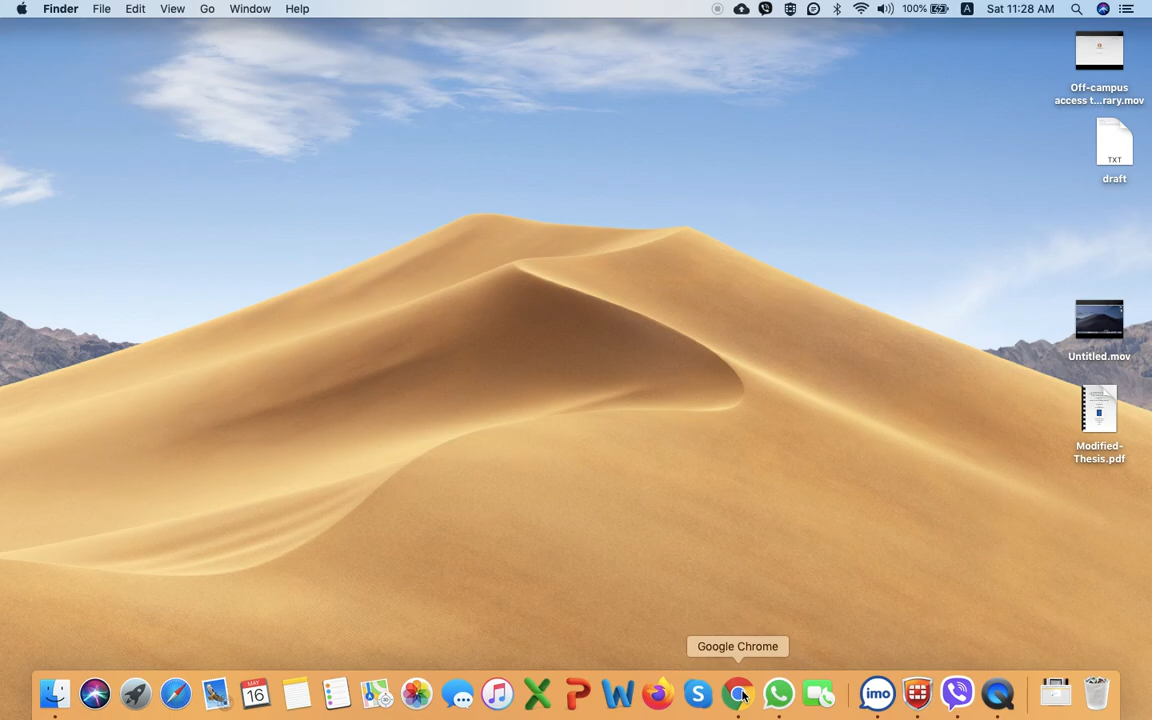 Finder File Edit View Go Window Help 100% A Sat 11:28 AM
Off-campus
access t...rary.mov
TXT
draft
Untitled.mov
Modified-
Thesis.pdf
Google Chrome
MAY
16
X P W S imo